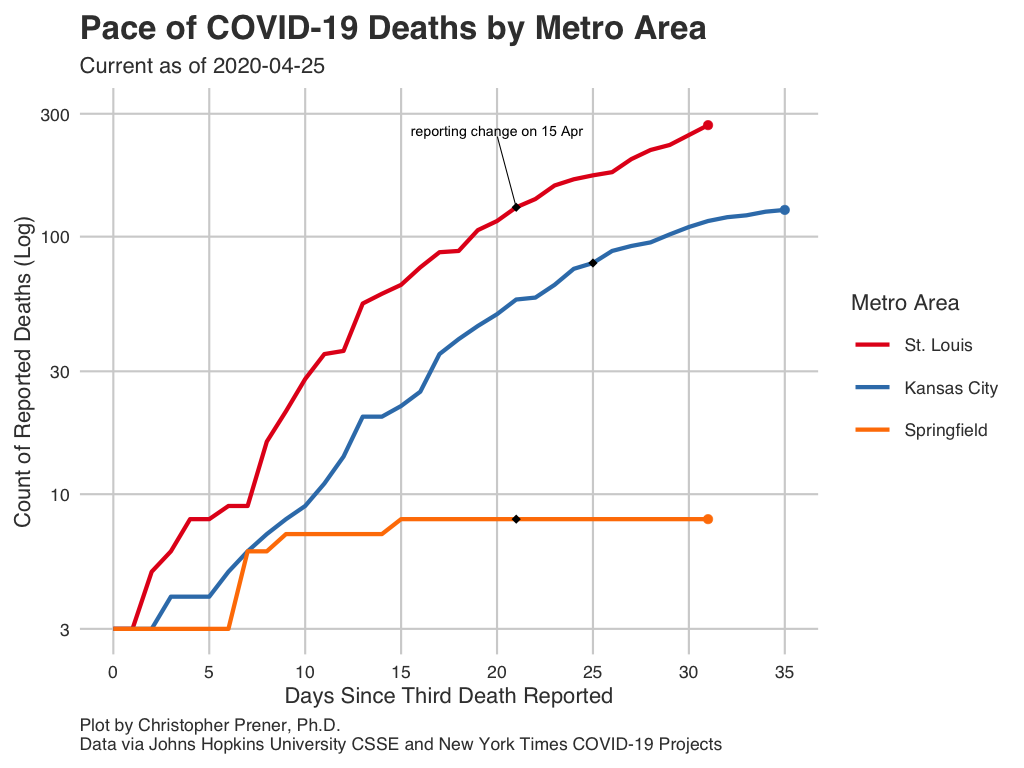 Pace of COVID-19 Deaths by Metro Area
Current as of 2020-04-25
Count of Reported Deaths (Log)
300
100
30
10
3
reporting change on 15 Apr
0 5 10 15 20 25 30 35
Days Since Third Death Reported
Metro Area
St. Louis
Kansas City
Springfield
Plot by Christopher Prener, Ph.D.
Data via Johns Hopkins University CSSE and New York Times COVID-19 Projects